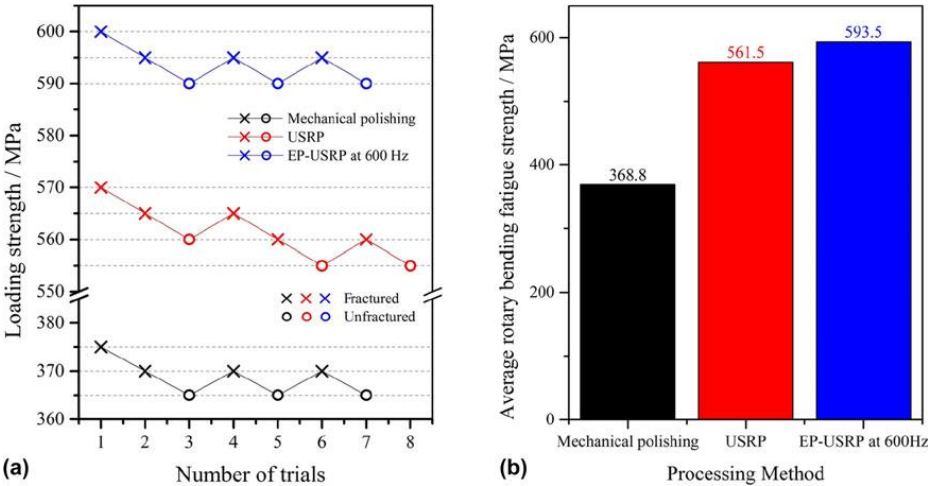 600
590
580
570
560
550
380
370
360
Loading strength / MPa
Mechanical polishing
USRP
EP-USRP at 600 Hz
Fractured
Unfractured
1 2 3 4 5 6 7 8
Number of trials
(a)
600
400
200
0
Average rotary bending fatigue strength / MPa
368.8
561.5
593.5
Mechanical polishing USRP EP-USRP at 600Hz
Processing Method
(b)